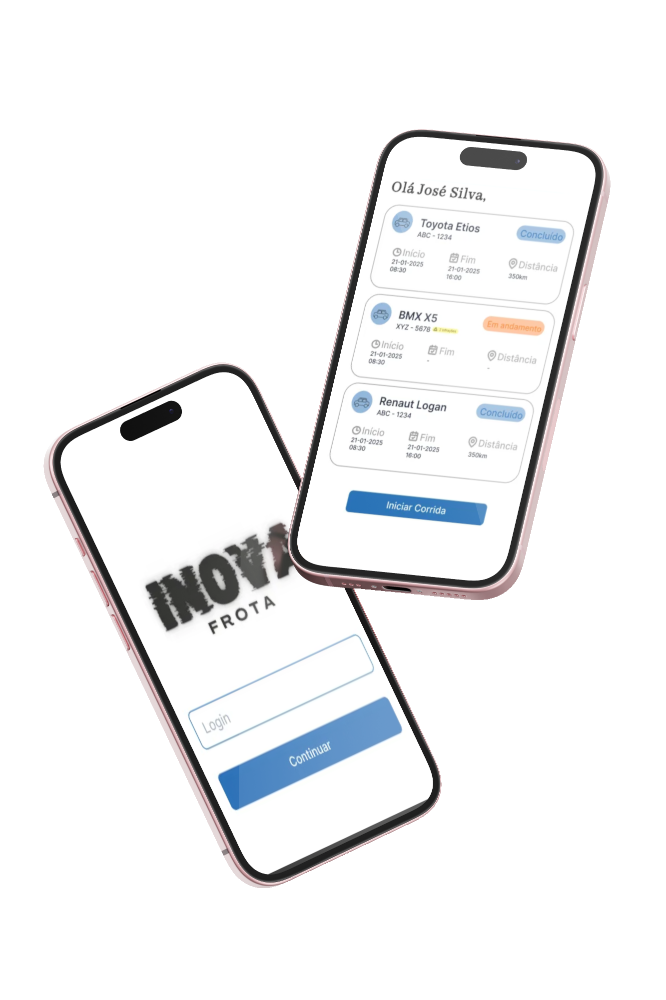 Olá José Silva,
Toyota Etios
ABC - 1234
Concluído
Início
21-01-2025
08:30
Fim
21-01-2025
16:00
Distância
350km
BMX X5
XYZ - 5678
Em andamento
Início
21-01-2025
08:30
Fim
-
Distância
-
Renaut Logan
ABC - 1234
Concluído
Início
21-01-2025
08:30
Fim
21-01-2025
16:00
Distância
350km
Iniciar Corrida
INOVA
FROTA
Login
Continuar